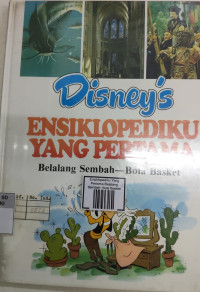 Disney's
ENSIKLOPEDIKU
YANG PERTAMA
Belalang Sembah—Bola Basket